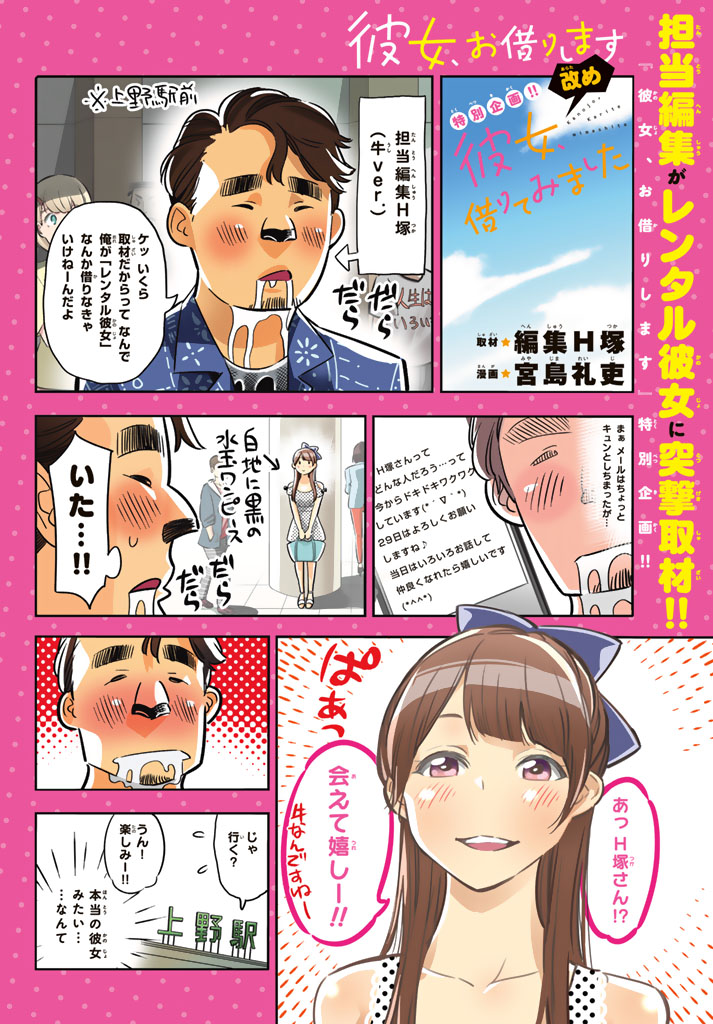 担当編集がレンタル彼女に突撃取材!!
『彼女、お借りします』特別企画!!
彼女、お借りします
改め
特別企画!!
彼女、
借りてみました
取材★編集H塚
漫画★宮島礼吏
※上野駅前
担当編集H塚
(牛ver.)
人生は
いろいろ
だら
だら
ケッ いくら
取材だからって なんで
俺が「レンタル彼女」
なんか借りなきゃ
いけねーんだよ
まぁ メールはちょっと
キュンとしちまったが…
H塚さんって
どんな人だろう…って
今からドキドキワクワク
しています(*˙∇˙*)
29日はよろしくお願い
しますね♪
当日はいろいろお話して
仲良くなれたら嬉しいです
(*^^*)
白地に黒の
水玉ワンピース
いた…!!
だら
だら
ぱあっ
あっ H塚さん!?
会えて嬉しー!!
牛なんですねー
じゃ
行く?
うん!
楽しみー!!
上野駅
本当の彼女
みたい…
…なんて